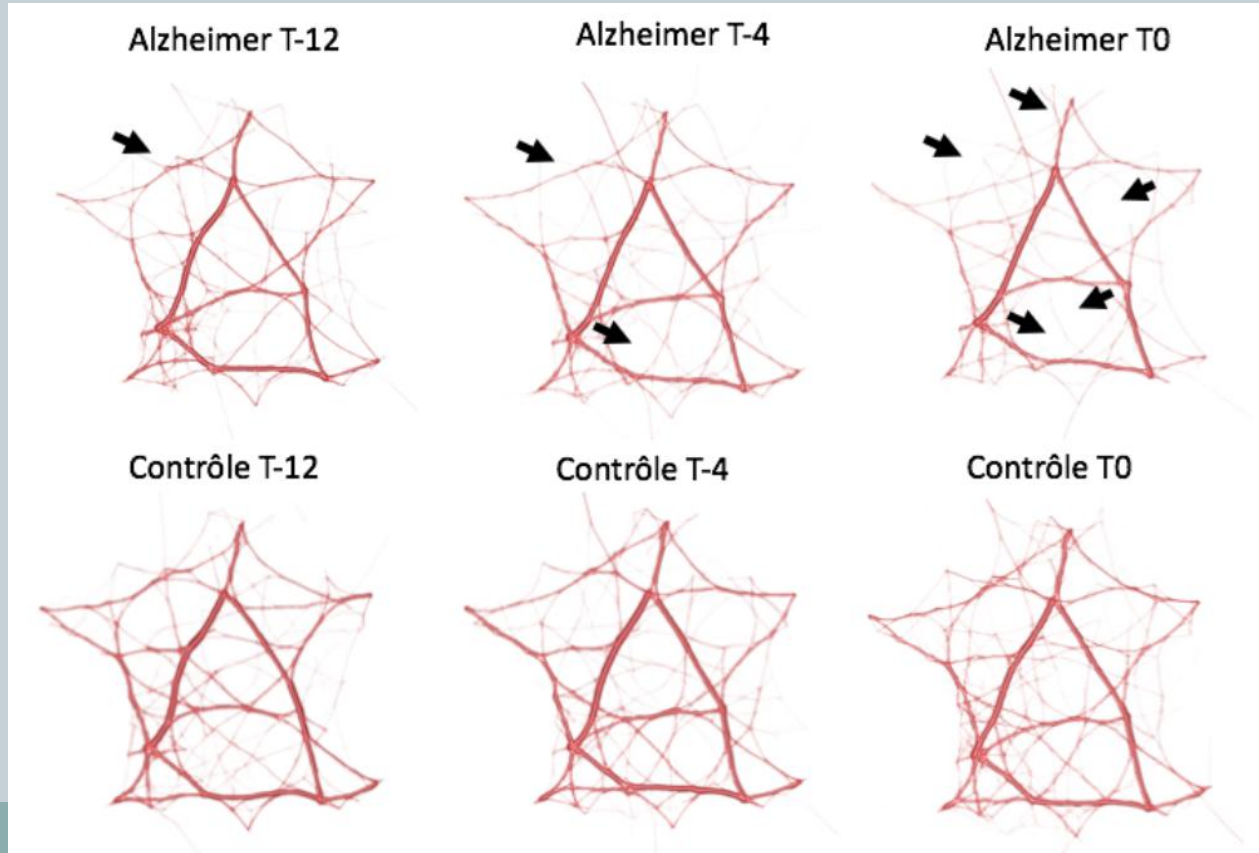 Alzheimer T-12
Alzheimer T-4
Alzheimer T0
Contrôle T-12
Contrôle T-4
Contrôle T0